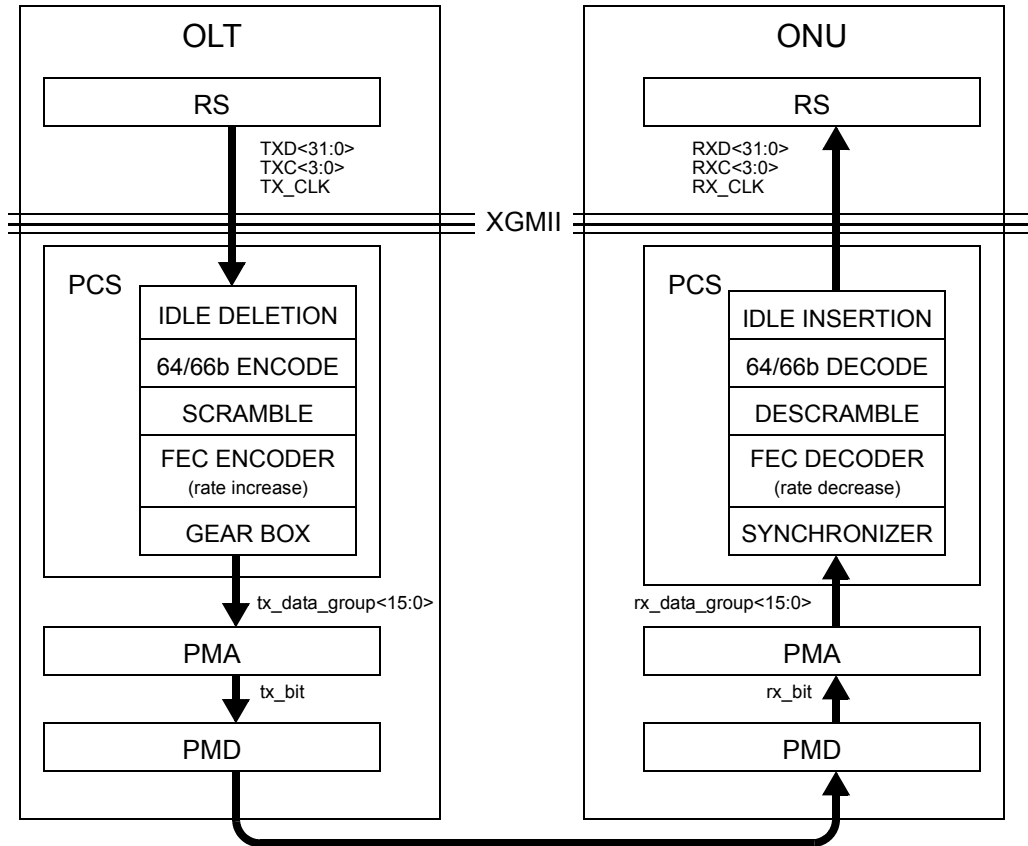 OLT
RS
TXD<31:0>
TXC<3:0>
TX_CLK
PCS
IDLE DELETION
64/66b ENCODE
SCRAMBLE
FEC ENCODER
(rate increase)
GEAR BOX
tx_data_group<15:0>
PMA
tx_bit
PMD
XGMII
ONU
RS
RXD<31:0>
RXC<3:0>
RX_CLK
PCS
IDLE INSERTION
64/66b DECODE
DESCRAMBLE
FEC DECODER
(rate decrease)
SYNCHRONIZER
rx_data_group<15:0>
PMA
rx_bit
PMD